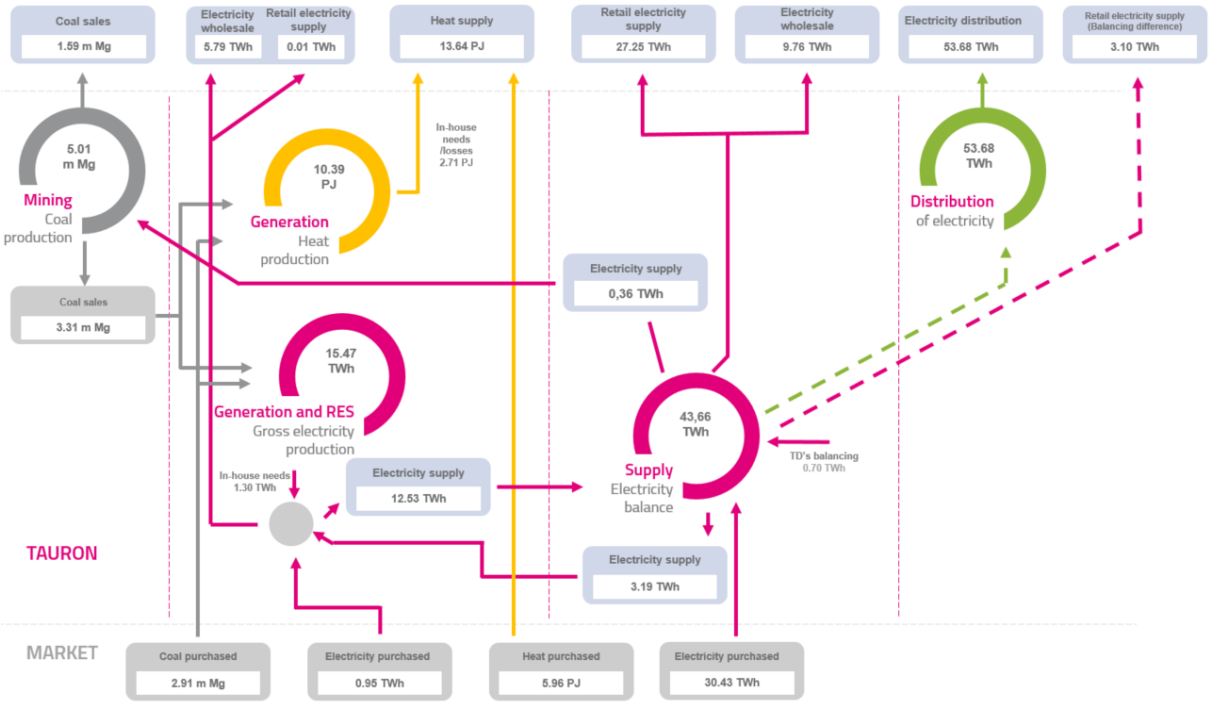 Coal sales
1.59 m Mg
Electricity
wholesale
5.79 TWh
Retail electricity
supply
0.01 TWh
Heat supply
13.64 PJ
Retail electricity
supply
27.25 TWh
Electricity
wholesale
9.76 TWh
Electricity distribution
53.68 TWh
Retail electricity supply
(Balancing difference)
3.10 TWh
5.01
m Mg
Mining
Coal
production
10.39
PJ
Generation
Heat
production
In-house
needs
/losses
2.71 PJ
53.68
TWh
Distribution
of electricity
Electricity supply
0,36 TWh
Coal sales
3.31 m Mg
15.47
TWh
Generation and RES
Gross electricity
production
43,66
TWh
Supply
Electricity
balance
TD's balancing
0.70 TWh
In-house needs
1.30 TWh
Electricity supply
12.53 TWh
Electricity supply
3.19 TWh
TAURON
MARKET
Coal purchased
2.91 m Mg
Electricity purchased
0.95 TWh
Heat purchased
5.96 PJ
Electricity purchased
30.43 TWh